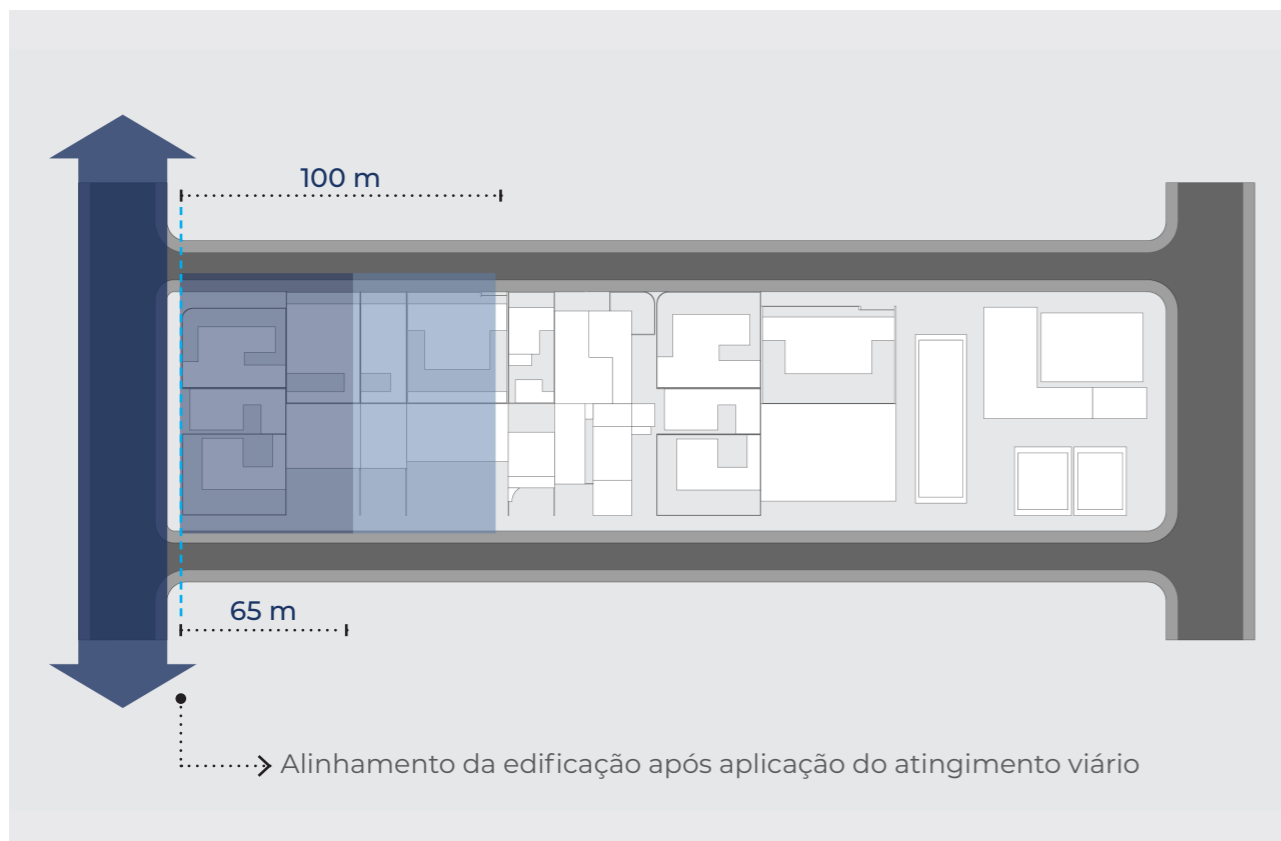 100 m
65 m
Alinhamento da edificação após aplicação do atingimento viário